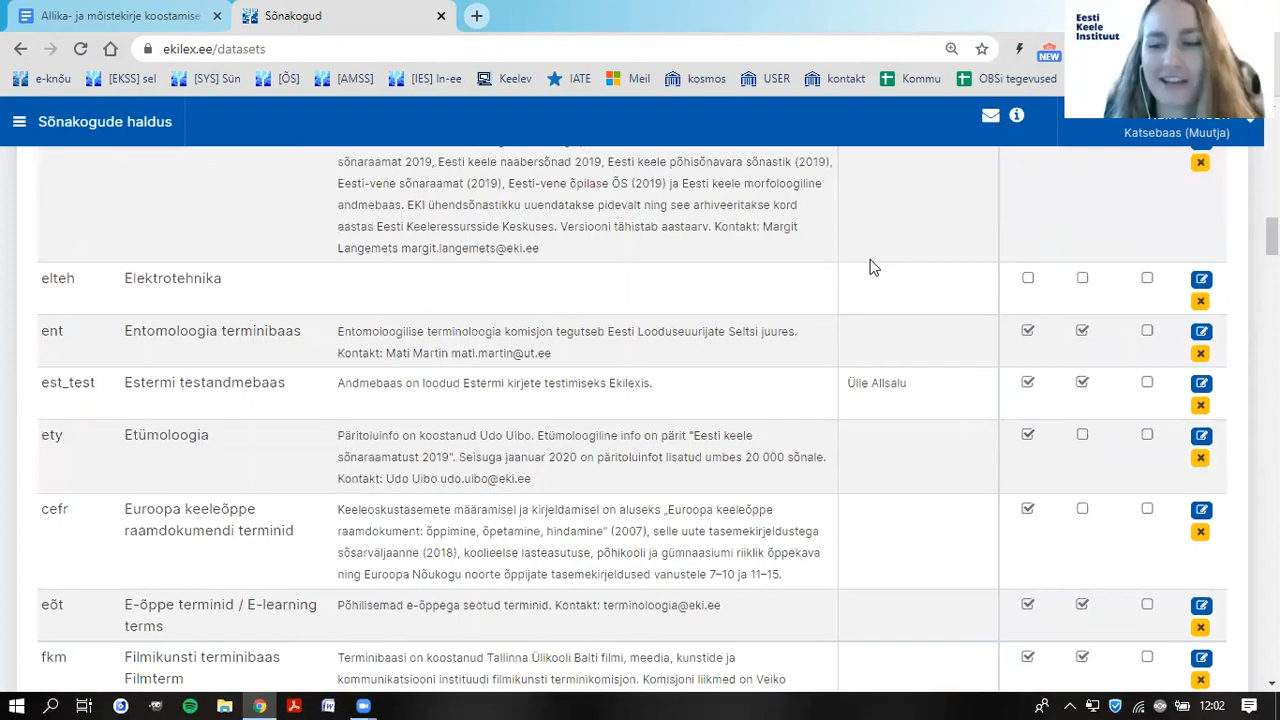 Allika- ja mõistekirje koostamise
Sõnakogud
ekilex.ee/datasets
NEW
e-knõu
[EKSS] sel
[SYS] Sün
[ÕS]
[AMSS]
[IES] In-ee
Keelev
IATE
Meil
kosmos
USER
kontakt
Kommu
OBSi tegevused
Eesti
Keele
Instituut
Sõnakogude haldus
Katsebaas (Muutja)
sõnaraamat 2019, Eesti keele naabersõnad 2019, Eesti keele põhisõnavara sõnastik (2019),
Eesti-vene sõnaraamat (2019), Eesti-vene õpilase ÕS (2019) ja Eesti keele morfoloogiline
andmebaas. EKI ühendsõnastikku uuendatakse pidevalt ning see arhiveeritakse kord
aastas Eesti Keeleressursside Keskuses. Versiooni tähistab aastaarv. Kontakt: Margit
Langemets margit.langemets@eki.ee
elteh
Elektrotehnika
ent
Entomoloogia terminibaas
Entomoloogilise terminoloogia komisjon tegutseb Eesti Looduseuurijate Seltsi juures.
Kontakt: Mati Martin mati.martin@ut.ee
est_test
Estermi testandmebaas
Andmebaas on loodud Estermi kirjete testimiseks Ekilexis.
Ülle Allsalu
ety
Etümoloogia
Päritoluinfo on koostanud Udo Uibo. Etümoloogiline info on pärit "Eesti keele
sõnaraamatust 2019". Seisuga jaanuar 2020 on päritoluinfot lisatud umbes 20 000 sõnale.
Kontakt: Udo Uibo udo.uibo@eki.ee
cefr
Euroopa keeleõppe
raamdokumendi terminid
Keeleoskustasemete määramisel ja kirjeldamisel on aluseks „Euroopa keeleõppe
raamdokument: õppimine, õpetamine, hindamine“ (2007), selle uute tasemekirjeldustega
sõsarväljaanne (2018), koolieelse lasteasutuse, põhikooli ja gümnaasiumi riiklik õppekava
ning Euroopa Nõukogu noorte õppijate tasemekirjeldused vanustele 7–10 ja 11–15.
eõt
E-õppe terminid / E-learning
terms
Põhilisemad e-õppega seotud terminid. Kontakt: terminoloogia@eki.ee
fkm
Filmikunsti terminibaas
Filmterm
Terminibaasi on koostanud Tallinna Ülikooli Balti filmi, meedia, kunstide ja
kommunikatsiooni instituudi filmikunsti terminikomisjon. Komisjoni liikmed on Veiko
12:02